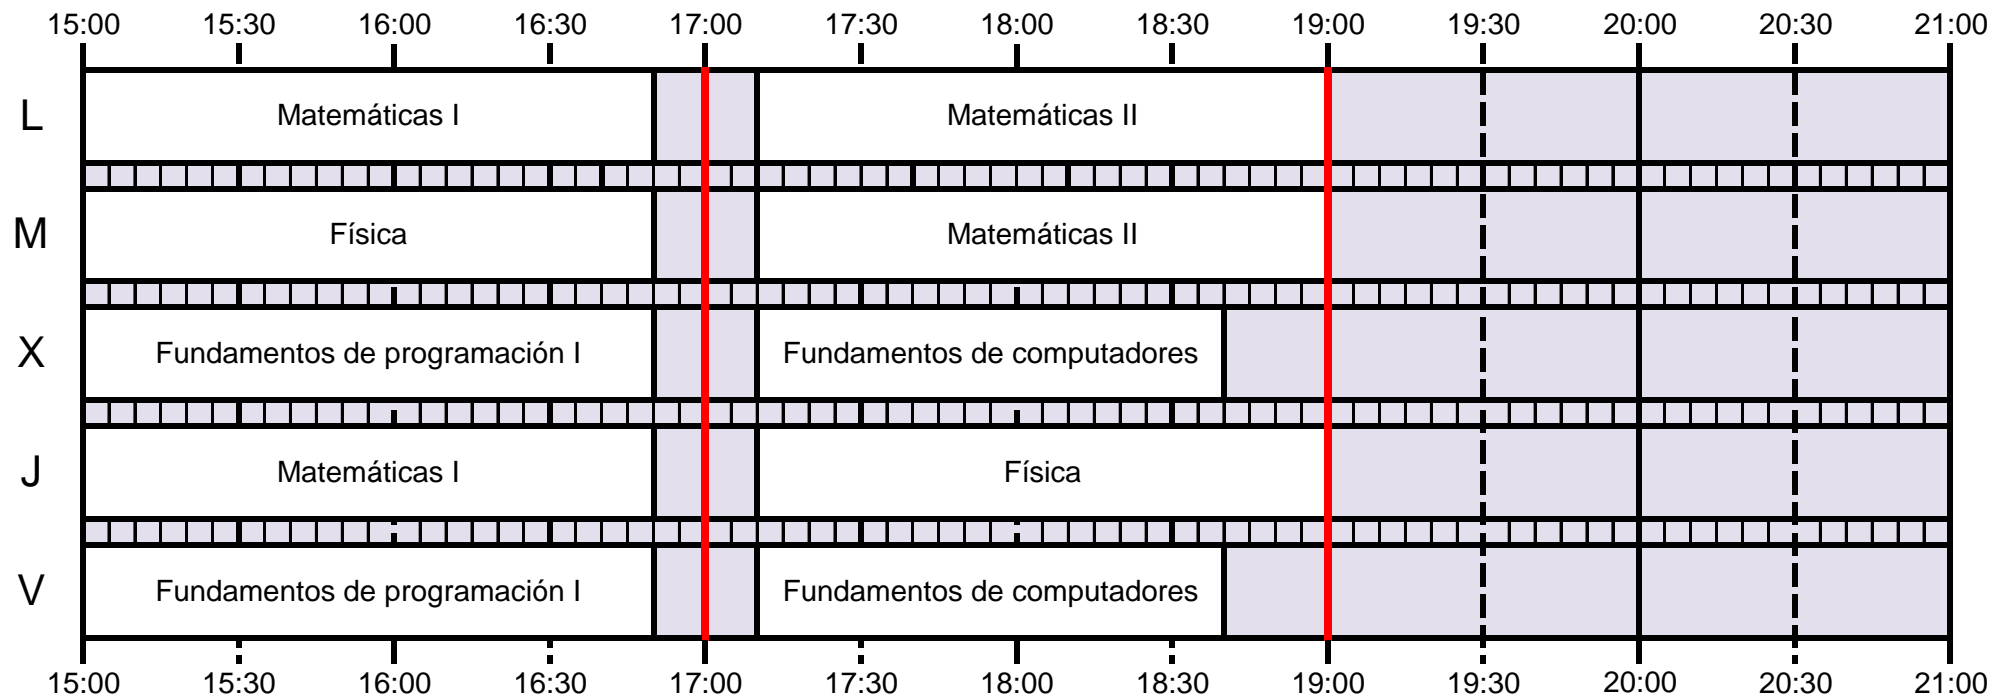 15:00 15:30 16:00 16:30 17:00 17:30 18:00 18:30 19:00 19:30 20:00 20:30 21:00
L Matemáticas I Matemáticas II
M Física Matemáticas II
X Fundamentos de programación I Fundamentos de computadores
J Matemáticas I Física
V Fundamentos de programación I Fundamentos de computadores
15:00 15:30 16:00 16:30 17:00 17:30 18:00 18:30 19:00 19:30 20:00 20:30 21:00